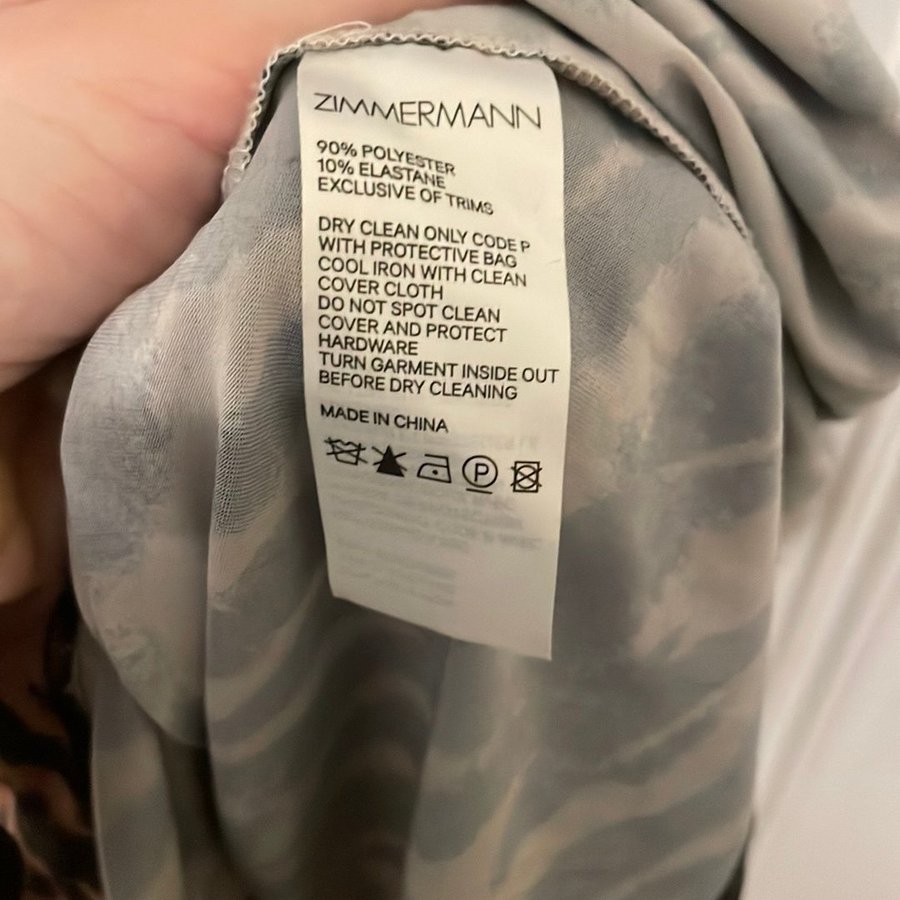 ZIMMERMANN
90% POLYESTER
10% ELASTANE
EXCLUSIVE OF TRIMS
DRY CLEAN ONLY CODE P
WITH PROTECTIVE BAG
COOL IRON WITH CLEAN
COVER CLOTH
DO NOT SPOT CLEAN
COVER AND PROTECT
HARDWARE
TURN GARMENT INSIDE OUT
BEFORE DRY CLEANING
MADE IN CHINA
P